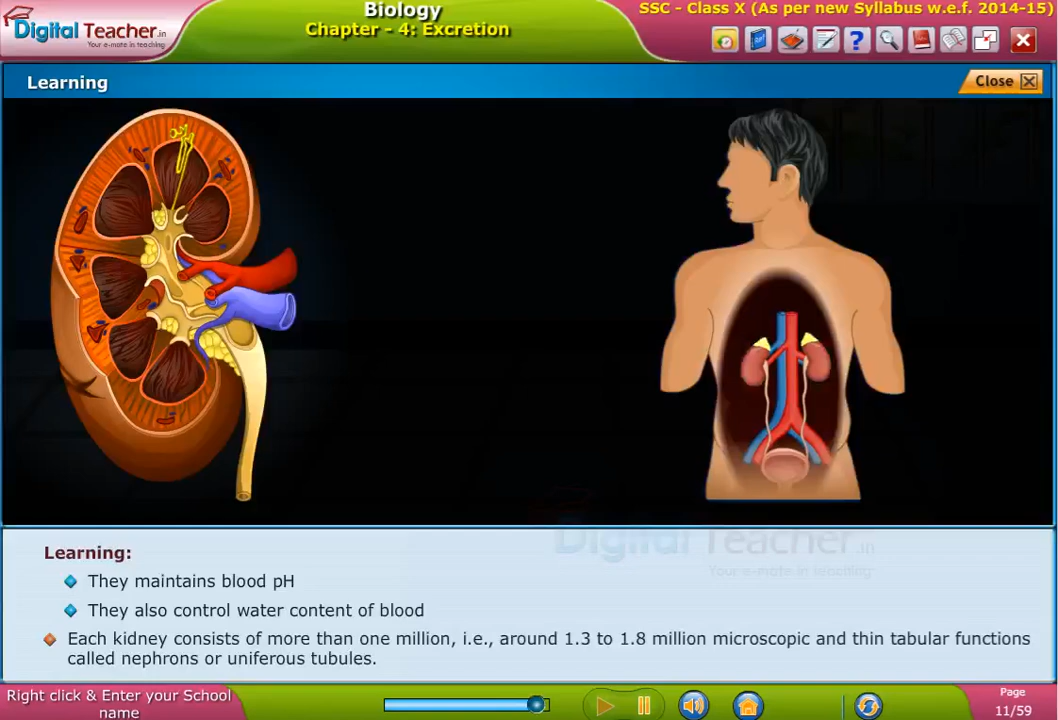 Digital Teacher.in
Your e-mate in teaching
Biology
Chapter - 4: Excretion
SSC - Class X (As per new Syllabus w.e.f. 2014-15)
Learning
Close
Learning:
They maintains blood pH
They also control water content of blood
Each kidney consists of more than one million, i.e., around 1.3 to 1.8 million microscopic and thin tabular functions
called nephrons or uniferous tubules.
Digital Teacher.in
Your e-mate in teaching
Right click & Enter your School
name
Page
11/59